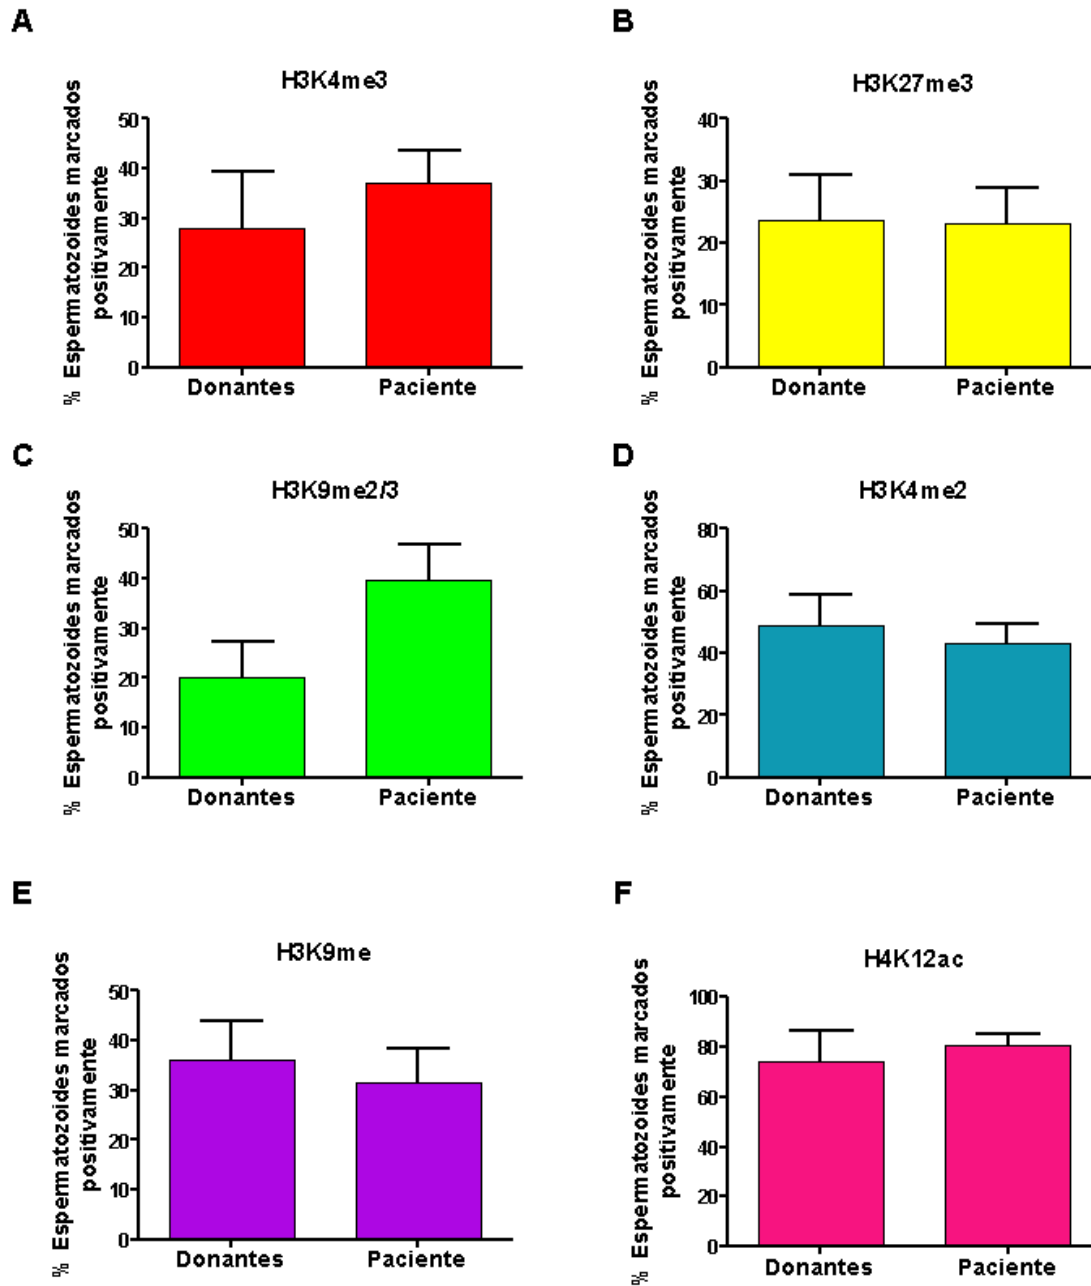 A
H3K4me3
% Espermatozoides marcados
positivamente
50
40
30
20
10
0
Donantes Paciente
B
H3K27me3
% Espermatozoides marcados
positivamente
40
30
20
10
0
Donante Paciente
C
H3K9me2/3
% Espermatozoides marcados
positivamente
50
40
30
20
10
0
Donantes Paciente
D
H3K4me2
% Espermatozoides marcados
positivamente
80
60
40
20
0
Donantes Paciente
E
H3K9me
% Espermatozoides marcados
positivamente
50
40
30
20
10
0
Donantes Paciente
F
H4K12ac
% Espermatozoides marcados
positivamente
100
80
60
40
20
0
Donantes Paciente